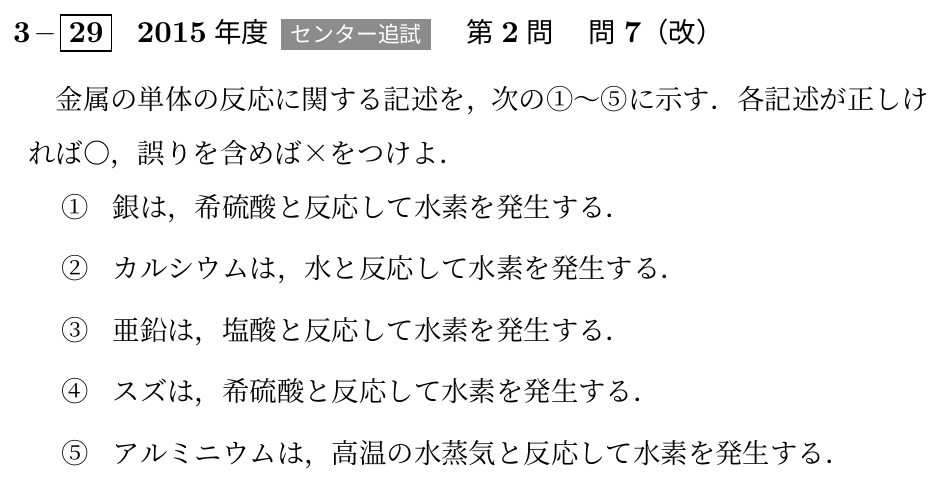 3－29 2015 年度 センター追試 第 2 問 問 7（改）
金属の単体の反応に関する記述を，次の①～⑤に示す．各記述が正しけ
れば○，誤りを含めば×をつけよ．
① 銀は，希硫酸と反応して水素を発生する．
② カルシウムは，水と反応して水素を発生する．
③ 亜鉛は，塩酸と反応して水素を発生する．
④ スズは，希硫酸と反応して水素を発生する．
⑤ アルミニウムは，高温の水蒸気と反応して水素を発生する．